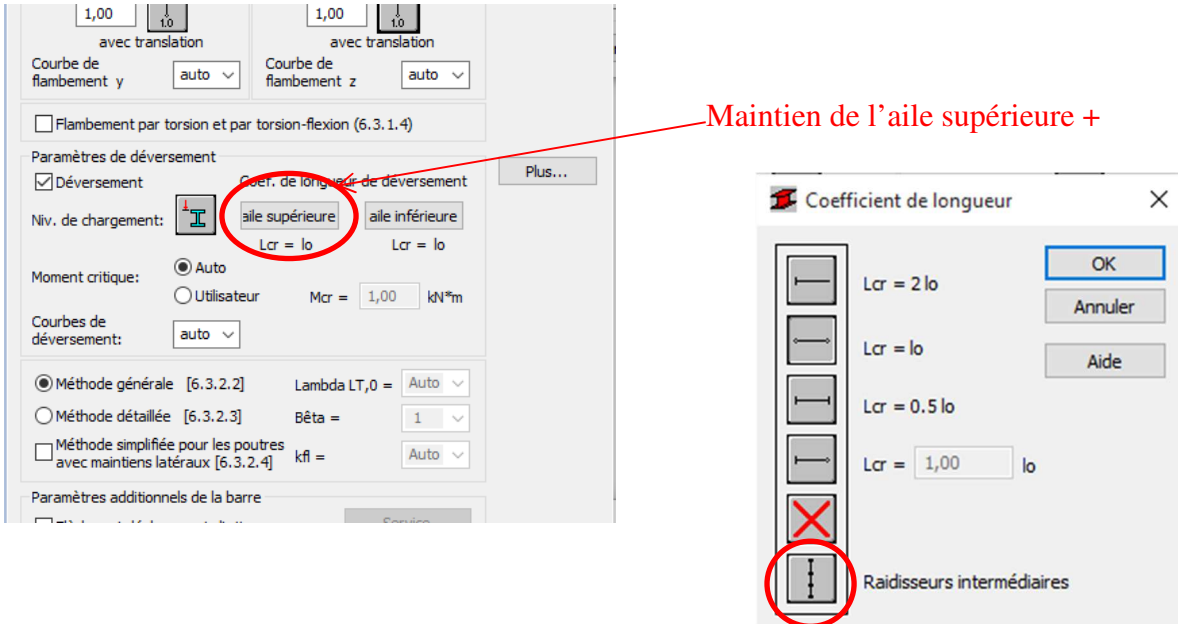 1,00 1,00
1.0 1.0
avec translation avec translation
Courbe de flambement y auto Courbe de flambement z auto
Flambement par torsion et par torsion-flexion (6.3.1.4)
Maintien de l’aile supérieure +
Paramètres de déversement
Déversement Coef. de longueur de déversement Plus...
Niv. de chargement: aile supérieure aile inférieure
Lcr = lo Lcr = lo
Moment critique: Auto
Utilisateur Mcr = 1,00 kN*m
Courbes de
déversement: auto
Méthode générale [6.3.2.2] Lambda LT,0 = Auto
Méthode détaillée [6.3.2.3] Bêta = 1
Méthode simplifiée pour les poutres
avec maintiens latéraux [6.3.2.4] kfl = Auto
Paramètres additionnels de la barre
Service
Coefficient de longueur
Lcr = 2 lo OK
Annuler
Lcr = lo Aide
Lcr = 0.5 lo
Lcr = 1,00 lo
Raidisseurs intermédiaires